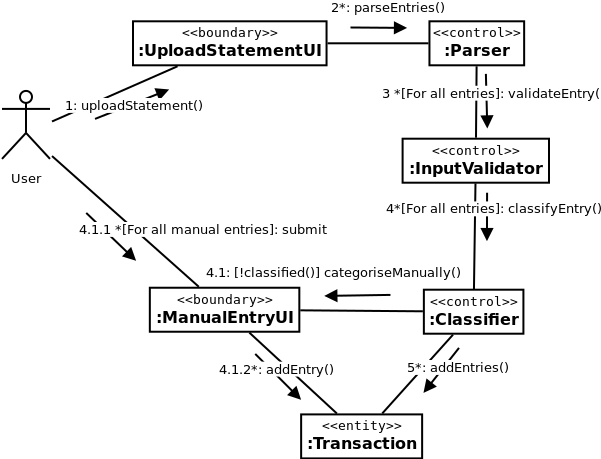 2*: parseEntries()
<<boundary>>
:UploadStatementUI
<<control>>
:Parser
1: uploadStatement()
3 *[For all entries]: validateEntry(
<<control>>
:InputValidator
User
4*[For all entries]: classifyEntry()
4.1.1 *[For all manual entries]: submit
4.1: [!classified()] categoriseManually()
<<boundary>>
:ManualEntryUI
<<control>>
:Classifier
4.1.2*: addEntry()
5*: addEntries()
<<entity>>
:Transaction